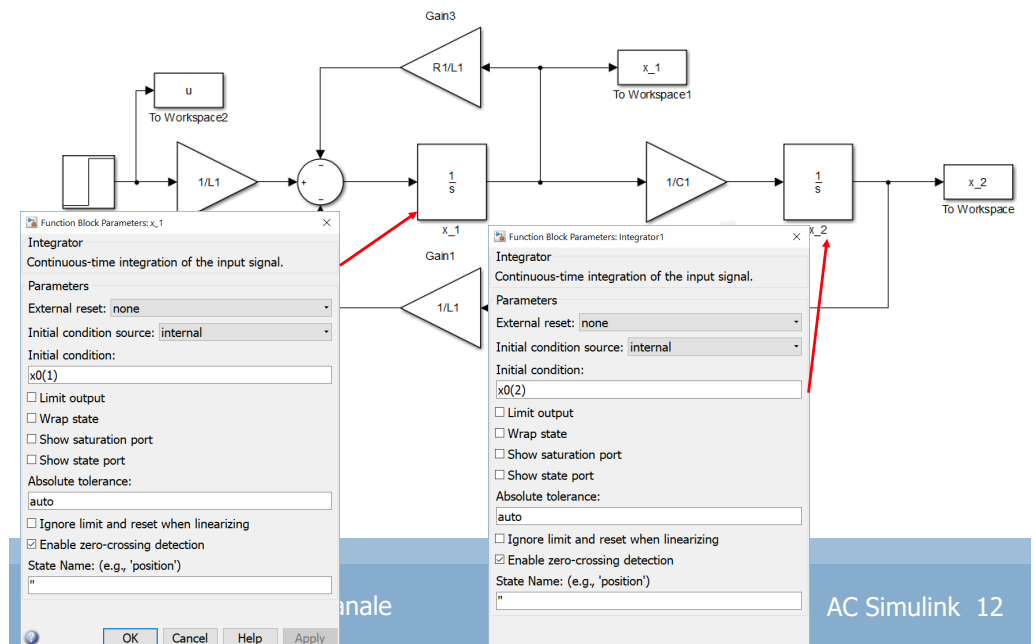 Gain3
R1/L1
x_1
To Workspace1
u
To Workspace2
1/L1
+
−
−
1
s
x_1
1/C1
1
s
x_2
x_2
To Workspace
Gain1
1/L1
Function Block Parameters: x_1
Integrator
Continuous-time integration of the input signal.
Parameters
External reset: none
Initial condition source: internal
Initial condition:
x0(1)
Limit output
Wrap state
Show saturation port
Show state port
Absolute tolerance:
auto
Ignore limit and reset when linearizing
Enable zero-crossing detection
State Name: (e.g., 'position')
''
OK Cancel Help Apply
Function Block Parameters: Integrator1
Integrator
Continuous-time integration of the input signal.
Parameters
External reset: none
Initial condition source: internal
Initial condition:
x0(2)
Limit output
Wrap state
Show saturation port
Show state port
Absolute tolerance:
auto
Ignore limit and reset when linearizing
Enable zero-crossing detection
State Name: (e.g., 'position')
''
anale
AC Simulink 12